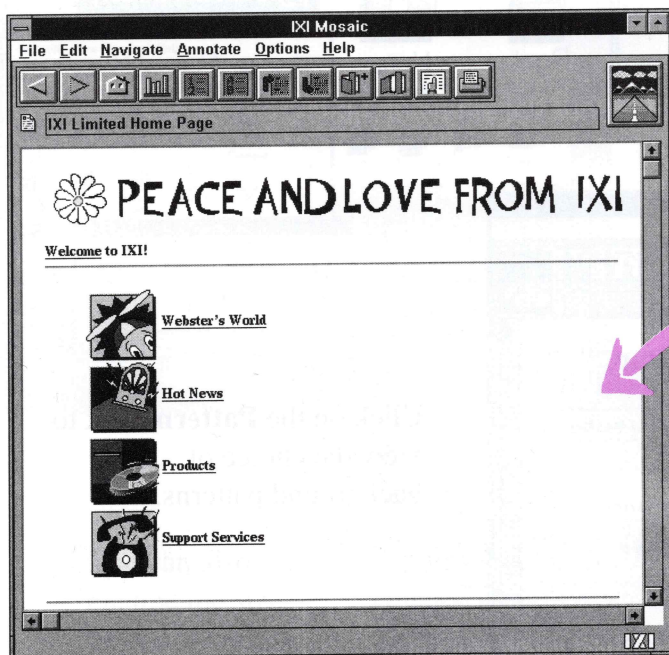 IXI Mosaic
File Edit Navigate Annotate Options Help
IXI Limited Home Page
PEACE AND LOVE FROM IXI
Welcome to IXI!
Webster's World
Hot News
Products
Support Services
IXI